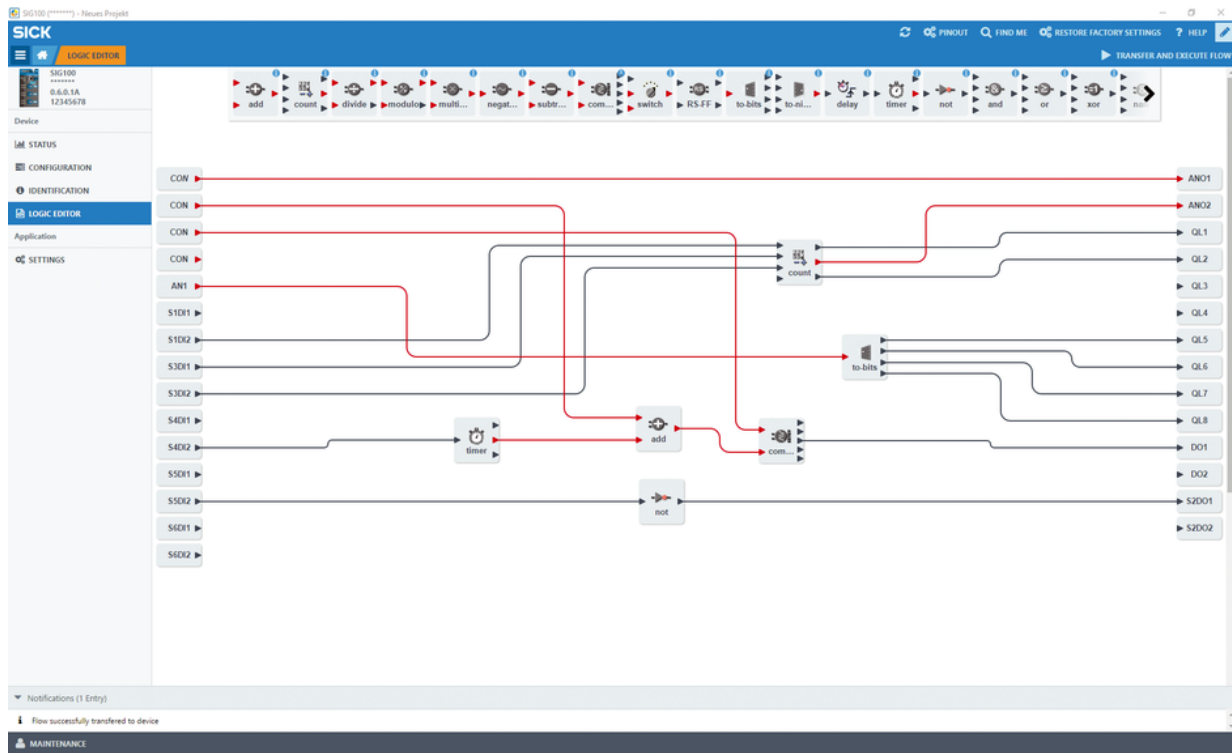 SIG100 (*******) - Neues Projekt
SICK
PINOUT FIND ME RESTORE FACTORY SETTINGS ? HELP
LOGIC EDITOR
TRANSFER AND EXECUTE FLOW
SIG100
*******
0.6.0.1A
12345678
Device
STATUS
CONFIGURATION
IDENTIFICATION
LOGIC EDITOR
Application
SETTINGS
add count divide modulo multi... negat... subtr... com... switch RS-FF to-bits to-ni... delay timer not and or xor
CON
CON
CON
CON
AN1
S1DI1
S1DI2
S3DI1
S3DI2
S4DI1
S4DI2
S5DI1
S5DI2
S6DI1
S6DI2
count
to-bits
timer
add
com...
not
ANO1
ANO2
QL1
QL2
QL3
QL4
QL5
QL6
QL7
QL8
DO1
DO2
S2DO1
S2DO2
Notifications (1 Entry)
i Flow successfully transfered to device
MAINTENANCE